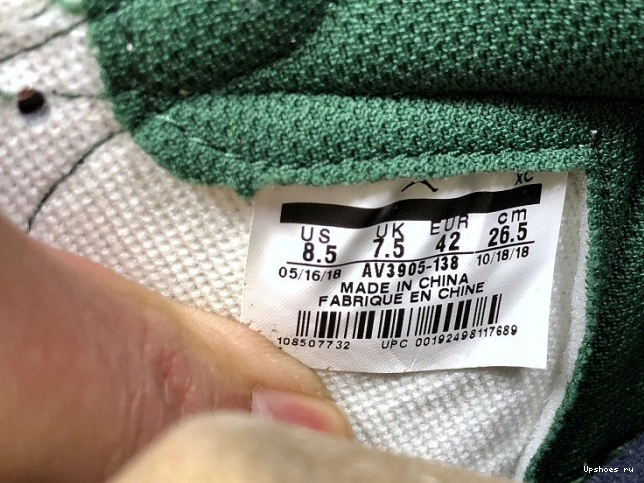 XC
US UK EUR cm
8.5 7.5 42 26.5
05/16/18 AV3905-138 10/18/18
MADE IN CHINA
FABRIQUE EN CHINE
108507732 UPC 00192498117689
Upshoes ru